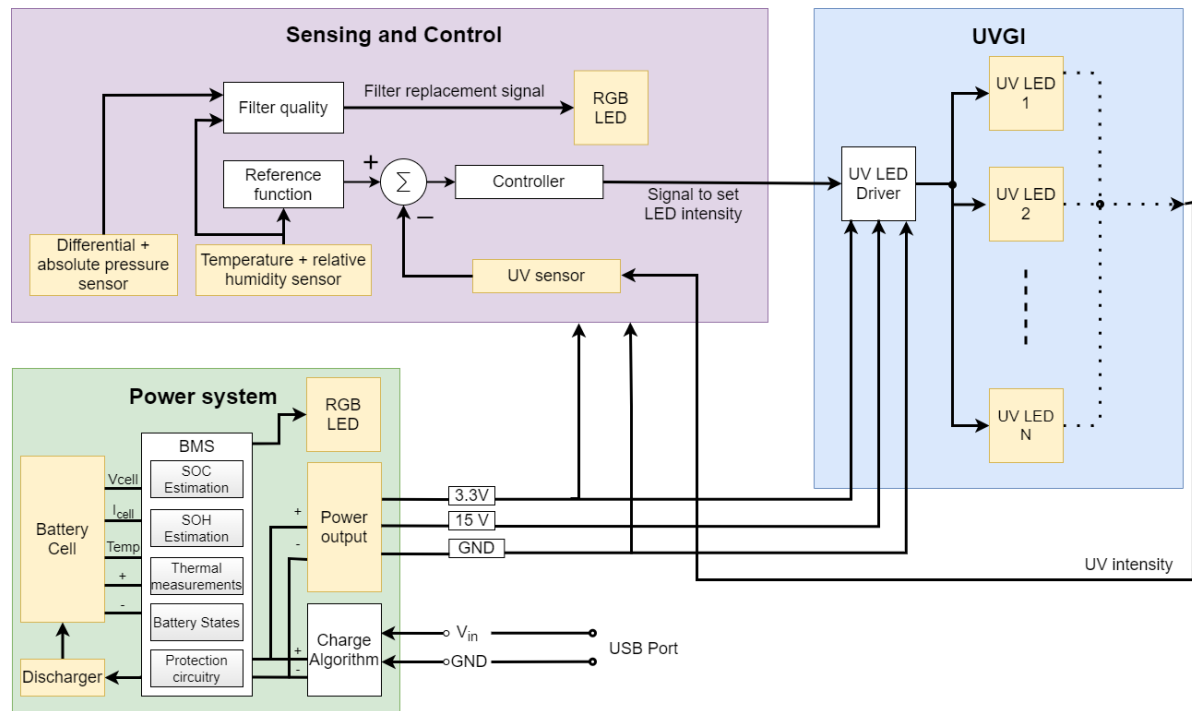 Sensing and Control
Filter quality
Filter replacement signal
RGB
LED
Reference
function
+
Σ
−
Controller
Signal to set
LED intensity
Differential +
absolute pressure
sensor
Temperature + relative
humidity sensor
UV sensor
UVGI
UV LED
Driver
UV LED
1
UV LED
2
UV LED
N
UV intensity
Power system
RGB
LED
BMS
SOC
Estimation
SOH
Estimation
Thermal
measurements
Battery States
Protection
circuitry
Battery
Cell
Vcell
Icell
Temp
+
-
Discharger
+
-
Power
output
3.3V
15 V
GND
+
-
Charge
Algorithm
Vin
GND
USB Port